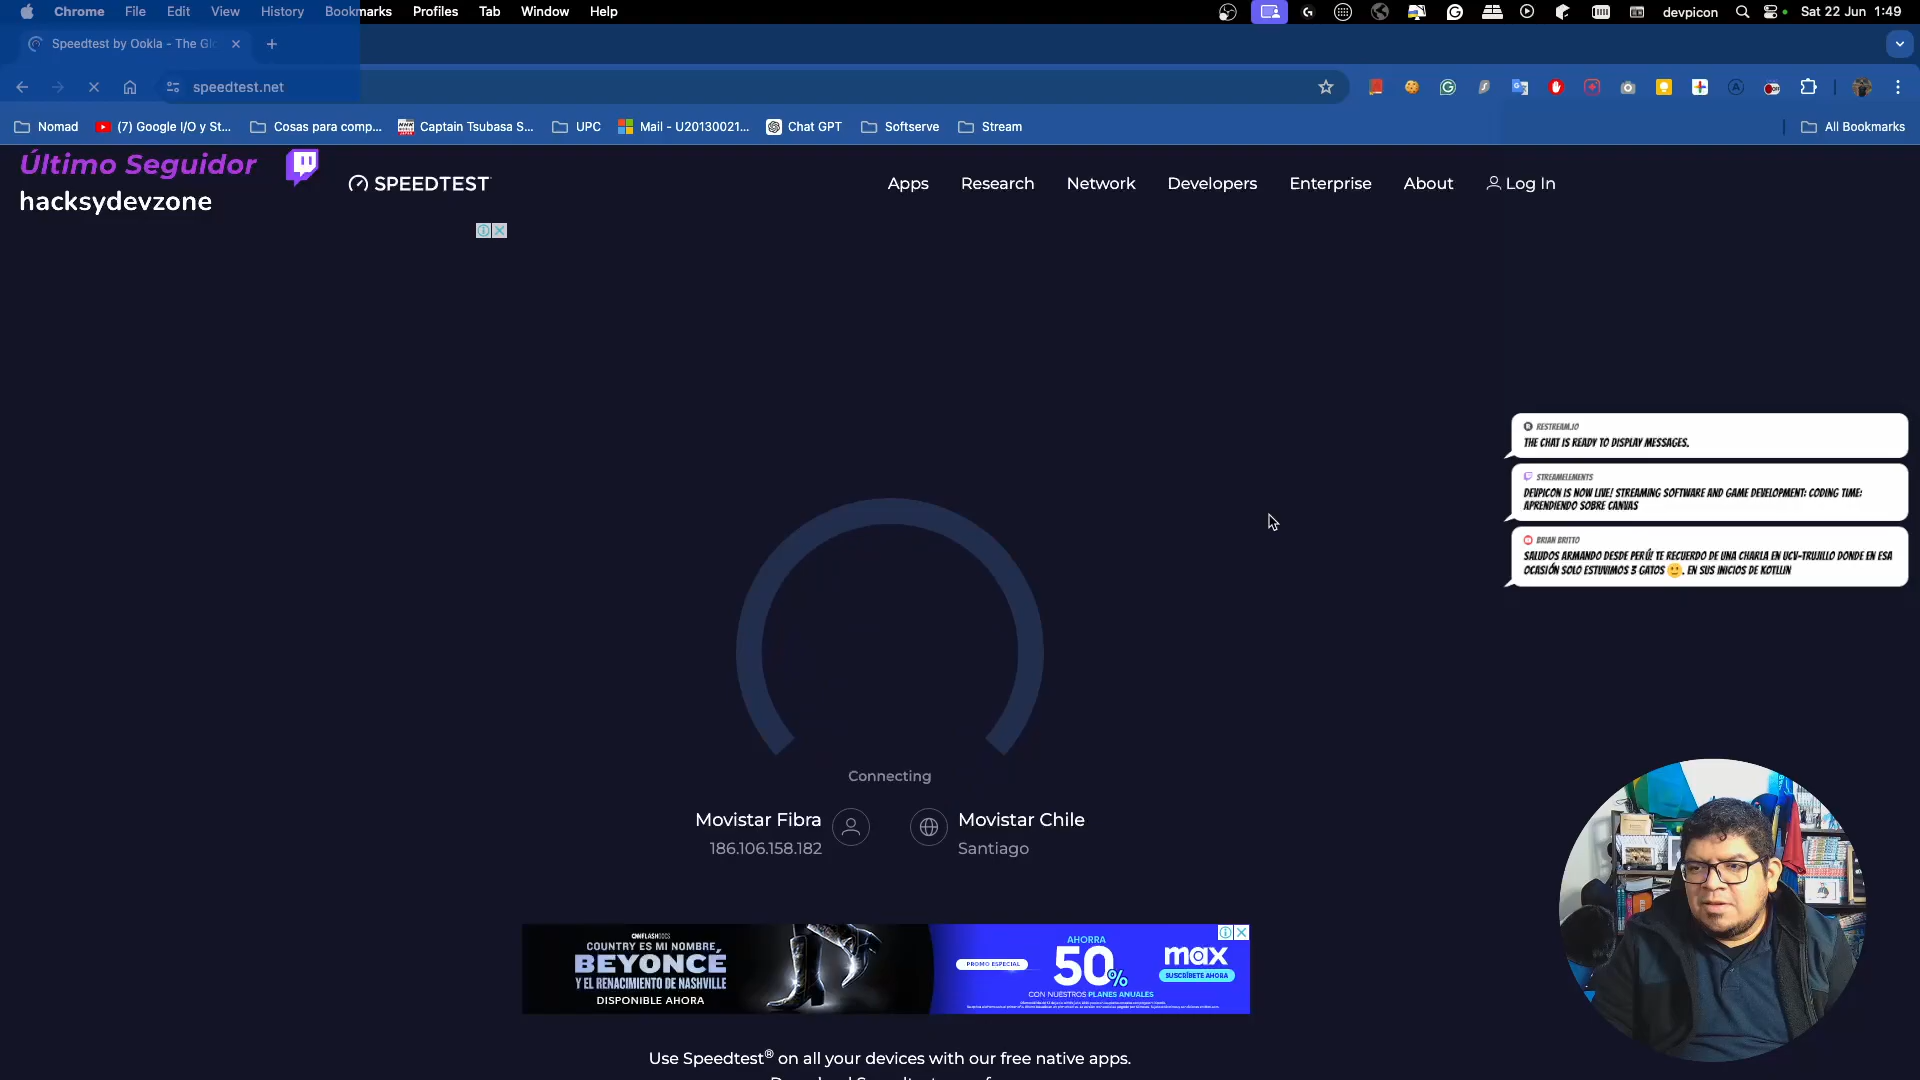 Chrome File Edit View History Bookmarks Profiles Tab Window Help
devpicon Sat 22 Jun 1:49
Speedtest by Ookla - The Gl
speedtest.net
Nomad (7) Google I/O y St... Cosas para comp... Captain Tsubasa S... UPC Mail - U20130021... Chat GPT Softserve Stream All Bookmarks
Último Seguidor
hacksydevzone
SPEEDTEST
Apps Research Network Developers Enterprise About Log In
RESTREAM.IO
THE CHAT IS READY TO DISPLAY MESSAGES.
STREAMELEMENTS
DEVPICON IS NOW LIVE! STREAMING SOFTWARE AND GAME DEVELOPMENT: CODING TIME:
APRENDIENDO SOBRE CANVAS
BRIAN BRITTO
SALUDOS ARMANDO DESDE PERÚ! TE RECUERDO DE UNA CHARLA EN UCV-TRUJILLO DONDE EN ESA
OCASIÓN SOLO ESTUVIMOS 3 GATOS 🙂. EN SUS INICIOS DE KOTLLIN
Connecting
Movistar Fibra
186.106.158.182
Movistar Chile
Santiago
COUNTRY ES MI NOMBRE
BEYONCÉ
Y EL RENACIMIENTO DE NASHVILLE
DISPONIBLE AHORA
PROMO ESPECIAL
AHORRA
50%
CON NUESTROS PLANES ANUALES
max
SUSCRÍBETE AHORA
Use Speedtest® on all your devices with our free native apps.